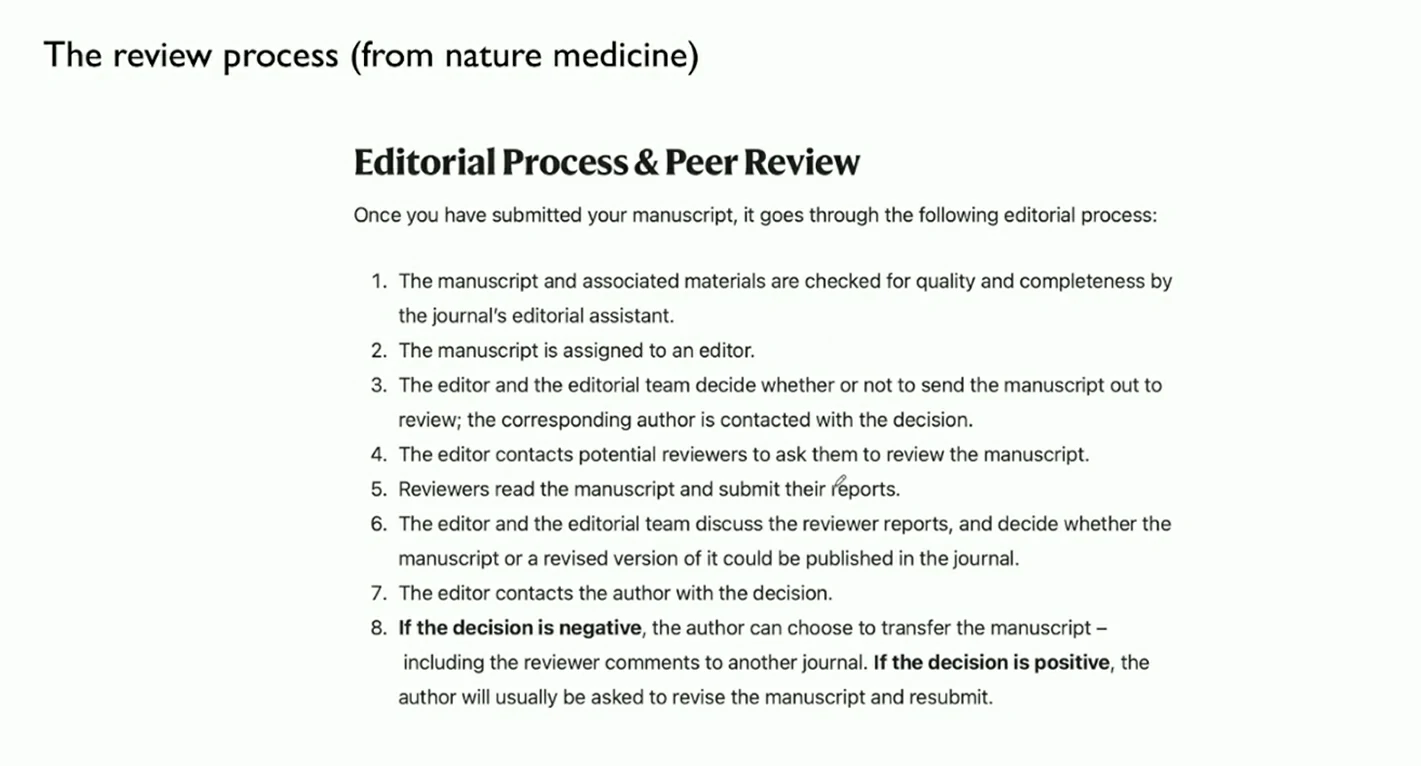 The review process (from nature medicine)
Editorial Process & Peer Review
Once you have submitted your manuscript, it goes through the following editorial process:
1. The manuscript and associated materials are checked for quality and completeness by
the journal's editorial assistant.
2. The manuscript is assigned to an editor.
3. The editor and the editorial team decide whether or not to send the manuscript out to
review; the corresponding author is contacted with the decision.
4. The editor contacts potential reviewers to ask them to review the manuscript.
5. Reviewers read the manuscript and submit their reports.
6. The editor and the editorial team discuss the reviewer reports, and decide whether the
manuscript or a revised version of it could be published in the journal.
7. The editor contacts the author with the decision.
8. If the decision is negative, the author can choose to transfer the manuscript –
including the reviewer comments to another journal. If the decision is positive, the
author will usually be asked to revise the manuscript and resubmit.